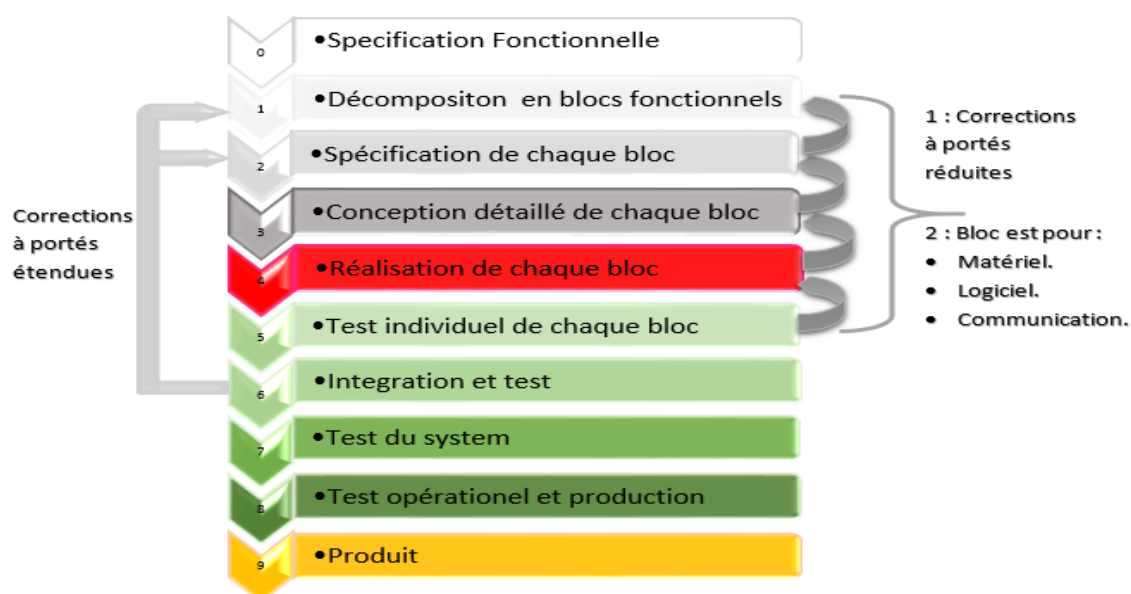 0
•Specification Fonctionnelle
1
•Décompositon en blocs fonctionnels
2
•Spécification de chaque bloc
3
•Conception détaillé de chaque bloc
4
•Réalisation de chaque bloc
5
•Test individuel de chaque bloc
6
•Integration et test
7
•Test du system
8
•Test opérationel et production
9
•Produit
Corrections
à portés
étendues
1 : Corrections
à portés
réduites
2 : Bloc est pour :
• Matériel.
• Logiciel.
• Communication.